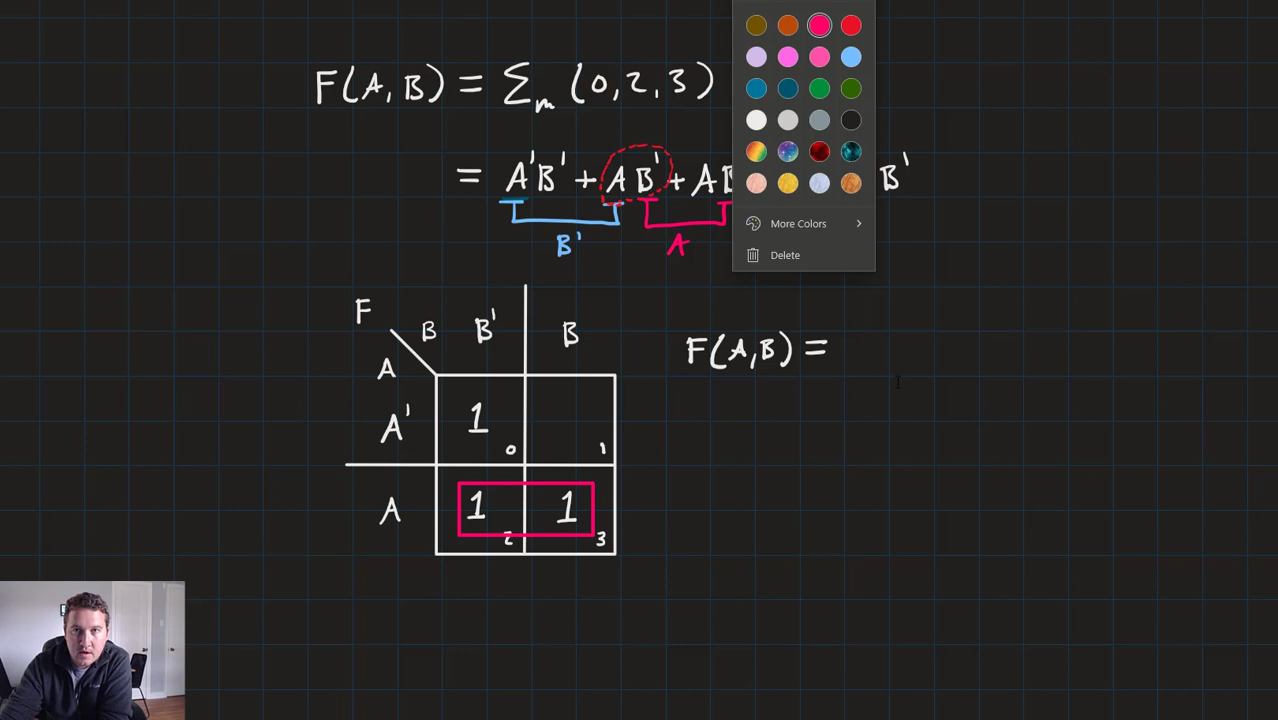 F(A, B) = Σm (0, 2, 3)
= A'B' + AB' + AB B'
B' A
More Colors
Delete
F B B' B
A
F(A,B) =
A' 1 0 1
A 1 2 1 3